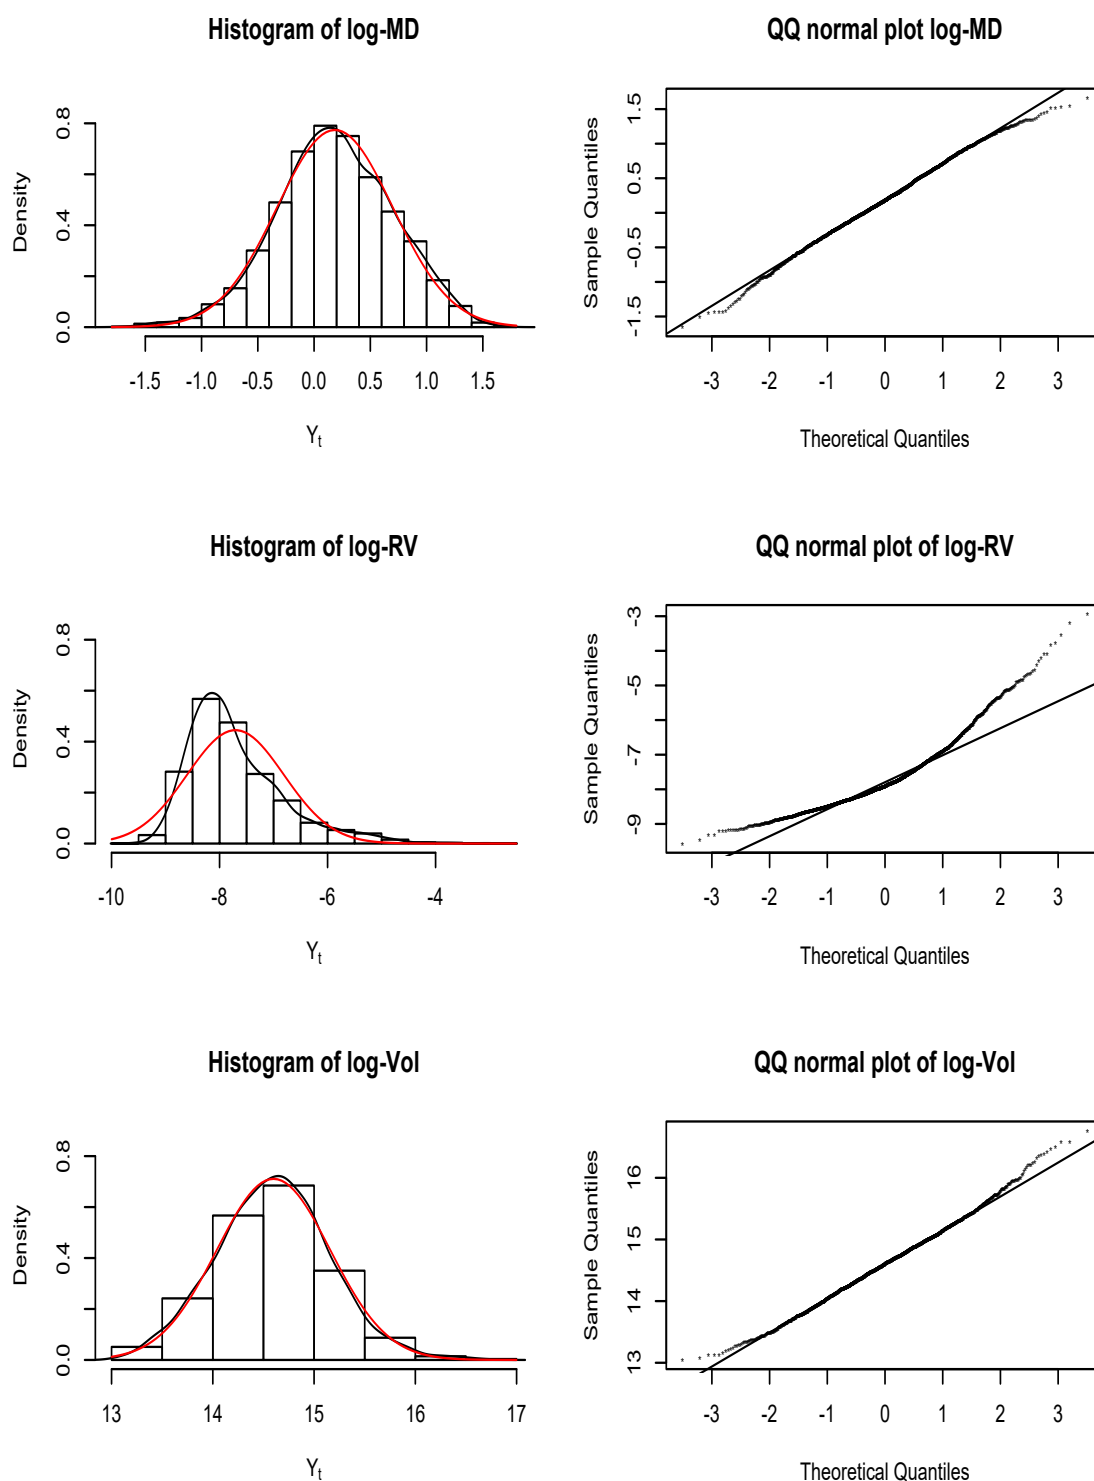 Histogram of log-MD
QQ normal plot log-MD
Density
0.0 0.4 0.8
-1.5 -1.0 -0.5 0.0 0.5 1.0 1.5
Yt
Sample Quantiles
-1.5 -0.5 0.5 1.5
-3 -2 -1 0 1 2 3
Theoretical Quantiles
Histogram of log-RV
QQ normal plot of log-RV
Density
0.0 0.4 0.8
-10 -8 -6 -4
Yt
Sample Quantiles
-9 -7 -5 -3
-3 -2 -1 0 1 2 3
Theoretical Quantiles
Histogram of log-Vol
QQ normal plot of log-Vol
Density
0.0 0.4 0.8
13 14 15 16 17
Yt
Sample Quantiles
13 14 15 16
-3 -2 -1 0 1 2 3
Theoretical Quantiles